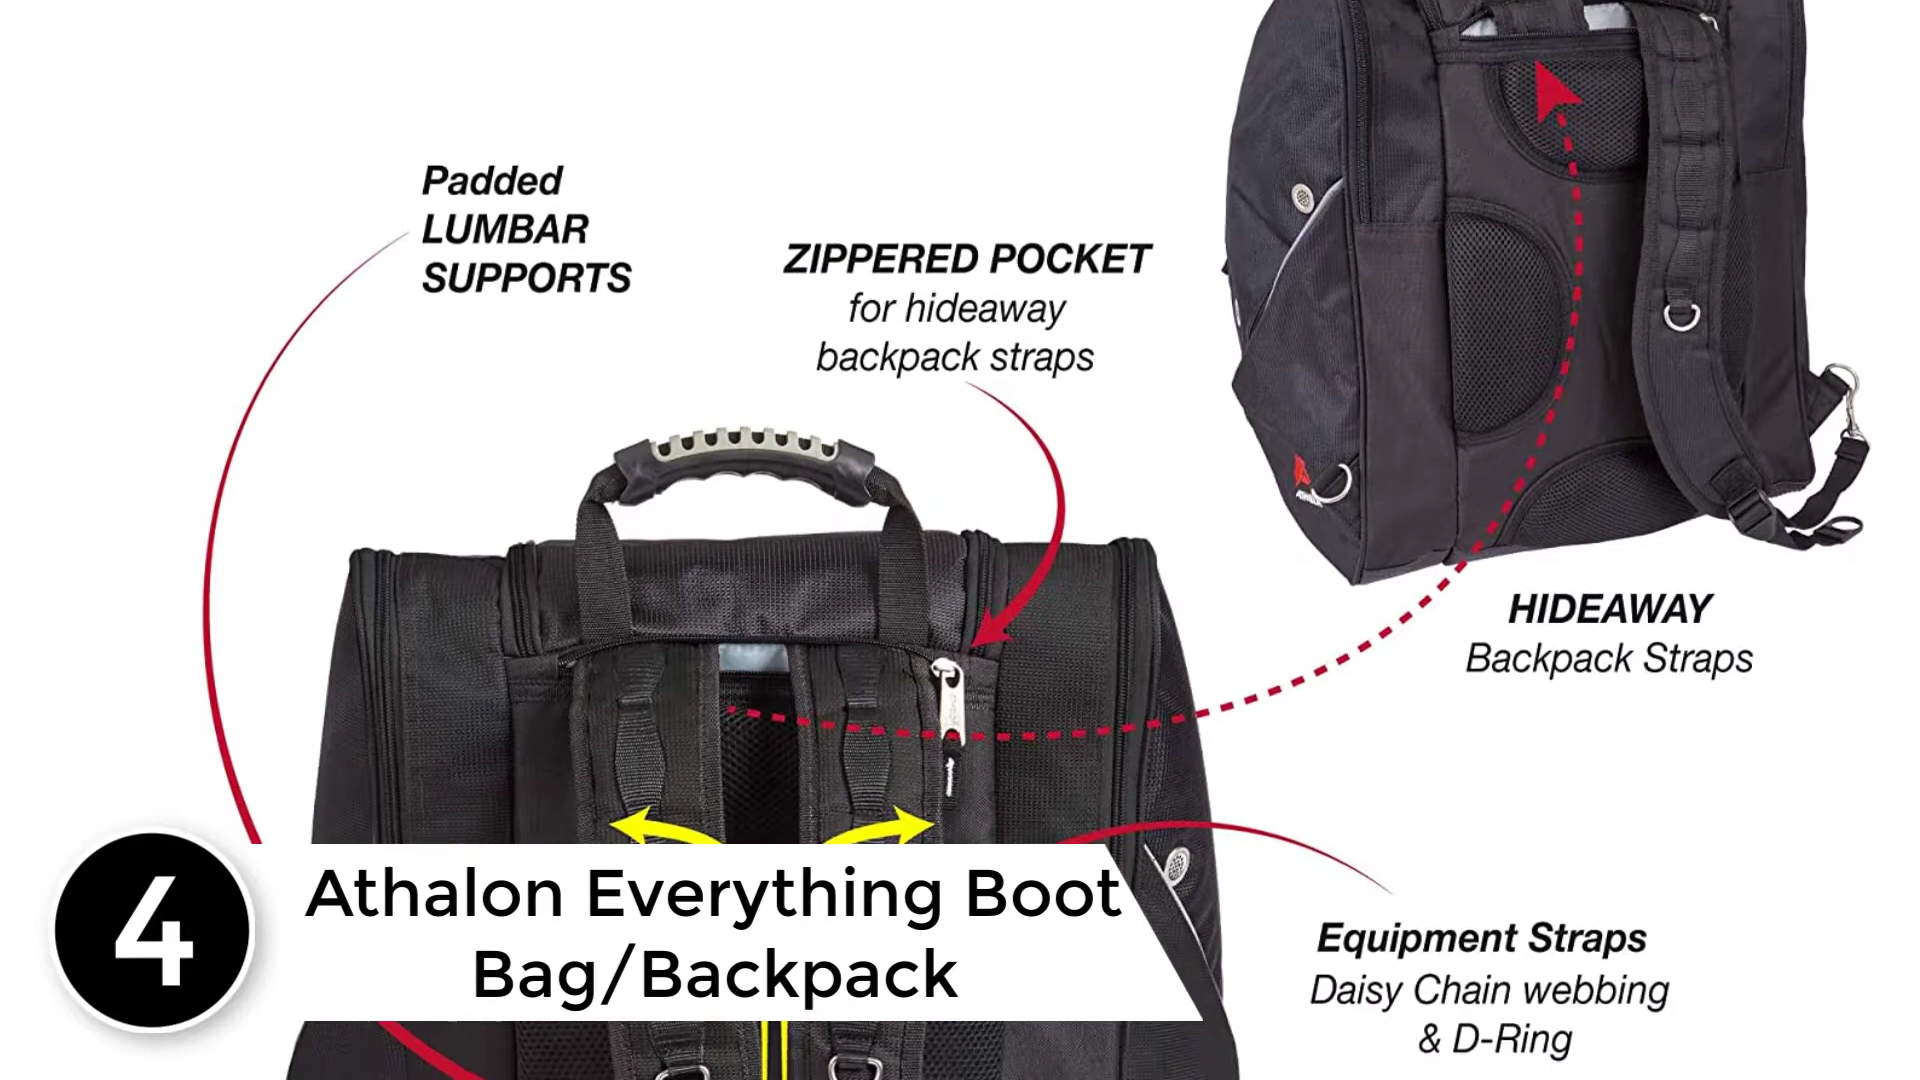 Padded
LUMBAR
SUPPORTS
ZIPPERED POCKET
for hideaway
backpack straps
HIDEAWAY
Backpack Straps
4
Athalon Everything Boot
Bag/Backpack
Equipment Straps
Daisy Chain webbing
& D-Ring